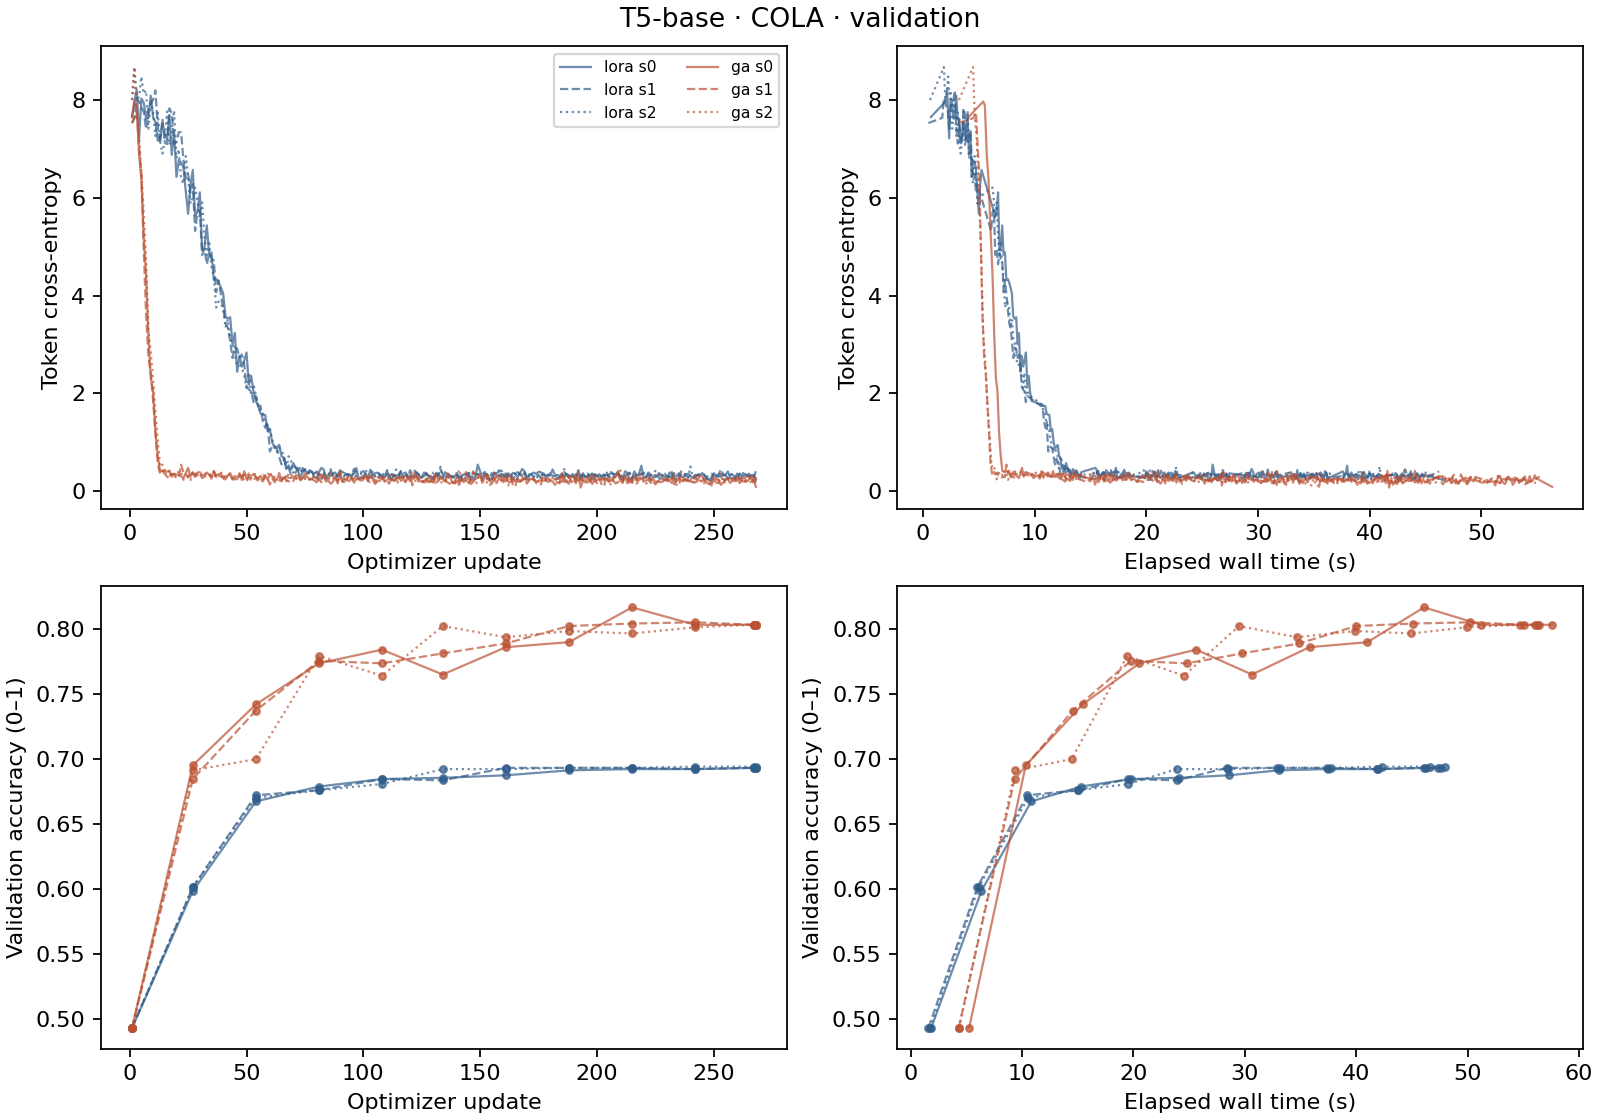 T5-base · COLA · validation
8
6
4
2
0
Token cross-entropy
lora s0
lora s1
lora s2
ga s0
ga s1
ga s2
0 50 100 150 200 250
Optimizer update
8
6
4
2
0
Token cross-entropy
0 10 20 30 40 50
Elapsed wall time (s)
0.80
0.75
0.70
0.65
0.60
0.55
0.50
Validation accuracy (0–1)
0 50 100 150 200 250
Optimizer update
0.80
0.75
0.70
0.65
0.60
0.55
0.50
Validation accuracy (0–1)
0 10 20 30 40 50 60
Elapsed wall time (s)